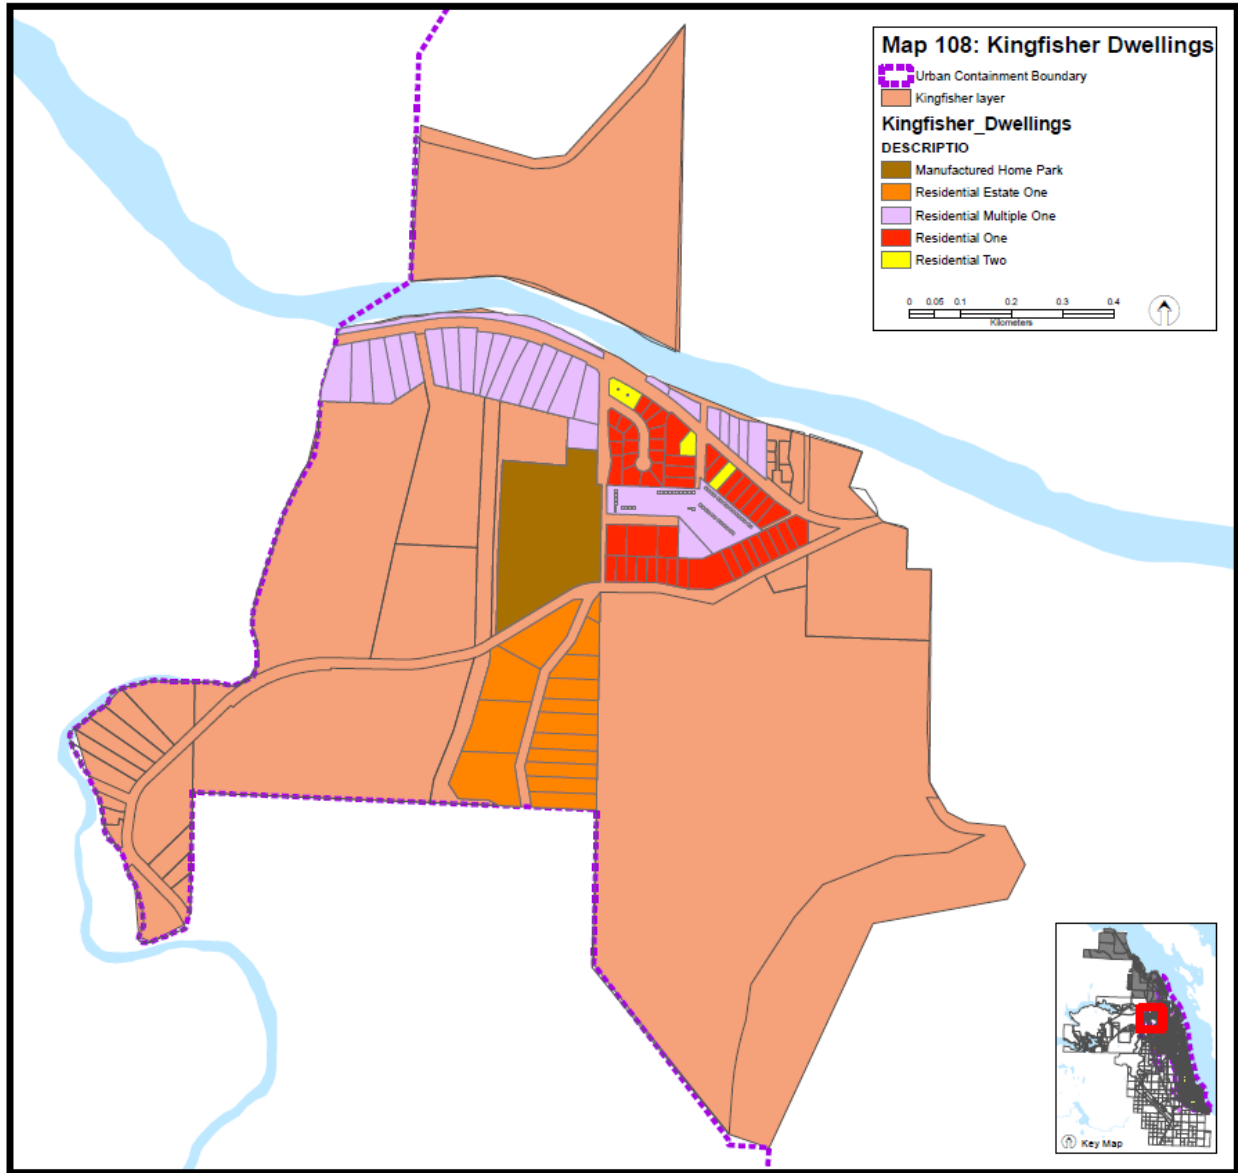 Map 108: Kingfisher Dwellings
Urban Containment Boundary
Kingfisher layer
Kingfisher_Dwellings
DESCRIPTIO
Manufactured Home Park
Residential Estate One
Residential Multiple One
Residential One
Residential Two
0 0.05 0.1 0.2 0.3 0.4
Kilometers
Key Map